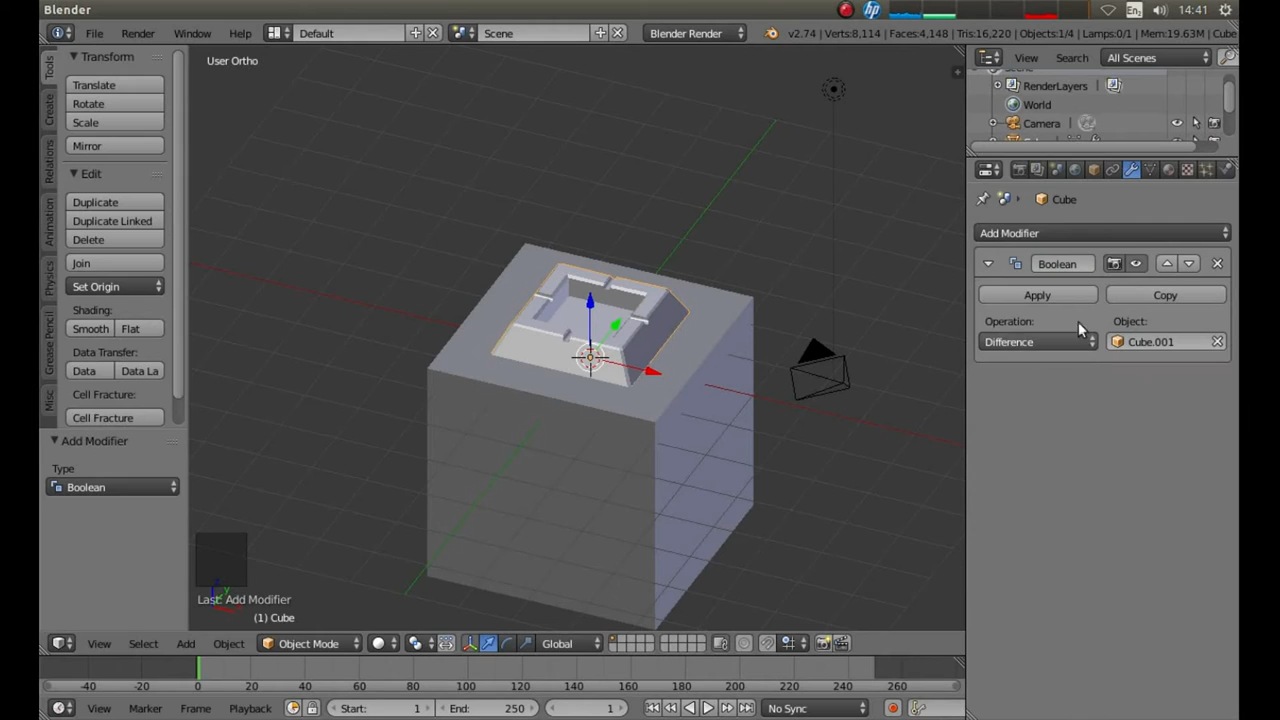 Blender
En2
14:41
File Render Window Help
Default
Scene
Blender Render
v2.74 | Verts:8,114 | Faces:4,148 | Tris:16,220 | Objects:1/4 | Lamps:0/1 | Mem:19.63M | Cube
Tools
Create
Relations
Animation
Physics
Grease Pencil
Misc
Transform
Translate
Rotate
Scale
Mirror
Edit
Duplicate
Duplicate Linked
Delete
Join
Set Origin
Shading:
Smooth Flat
Data Transfer:
Data Data La
Cell Fracture:
Cell Fracture
Add Modifier
Type
Boolean
User Ortho
Last: Add Modifier
(1) Cube
View Search All Scenes
RenderLayers
World
Camera
Cube
Add Modifier
Boolean
Apply Copy
Operation: Object:
Difference Cube.001
View Select Add Object Object Mode Global
-40 -20 0 20 40 60 80 100 120 140 160 180 200 220 240 260
View Marker Frame Playback Start: 1 End: 250 1 No Sync